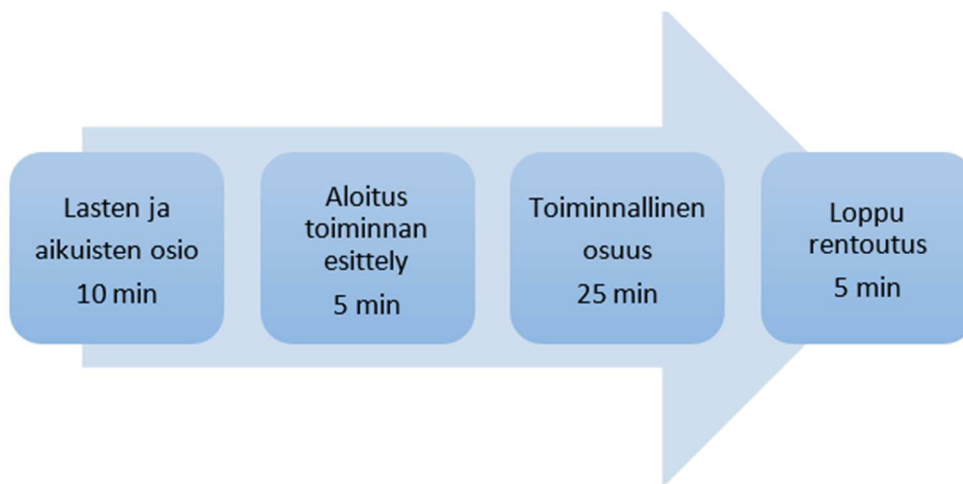 Lasten ja
aikuisten osio
10 min
Aloitus
toiminnan
esittely
5 min
Toiminnallinen
osuus
25 min
Loppu
rentoutus
5 min